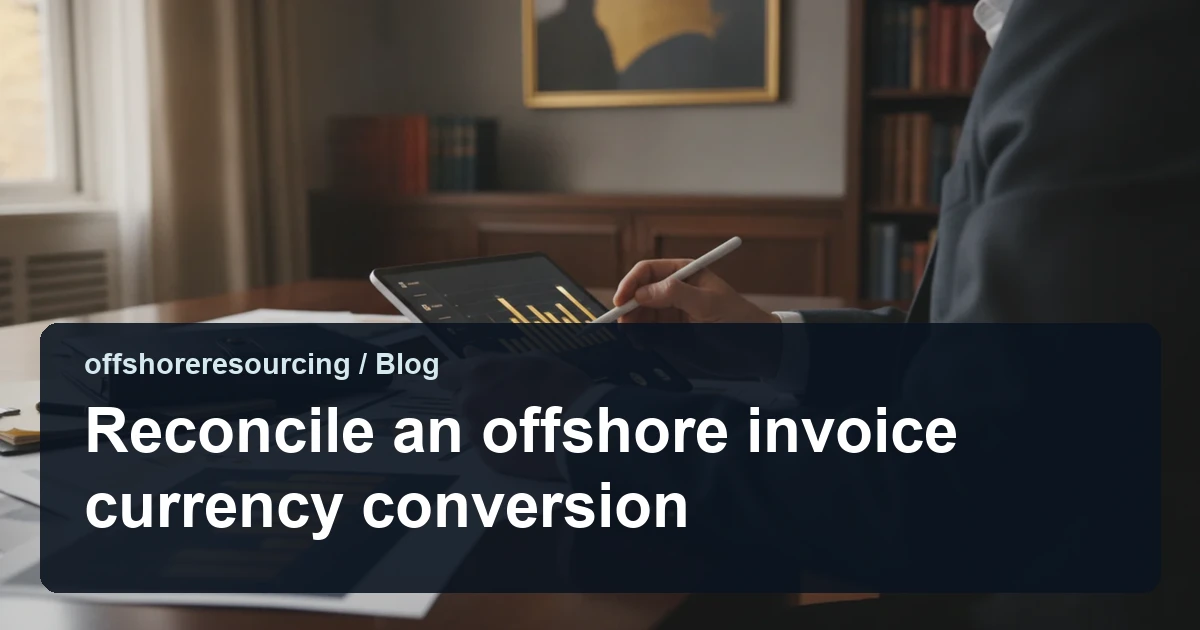 offshoreresourcing / Blog
Reconcile an offshore invoice
currency conversion